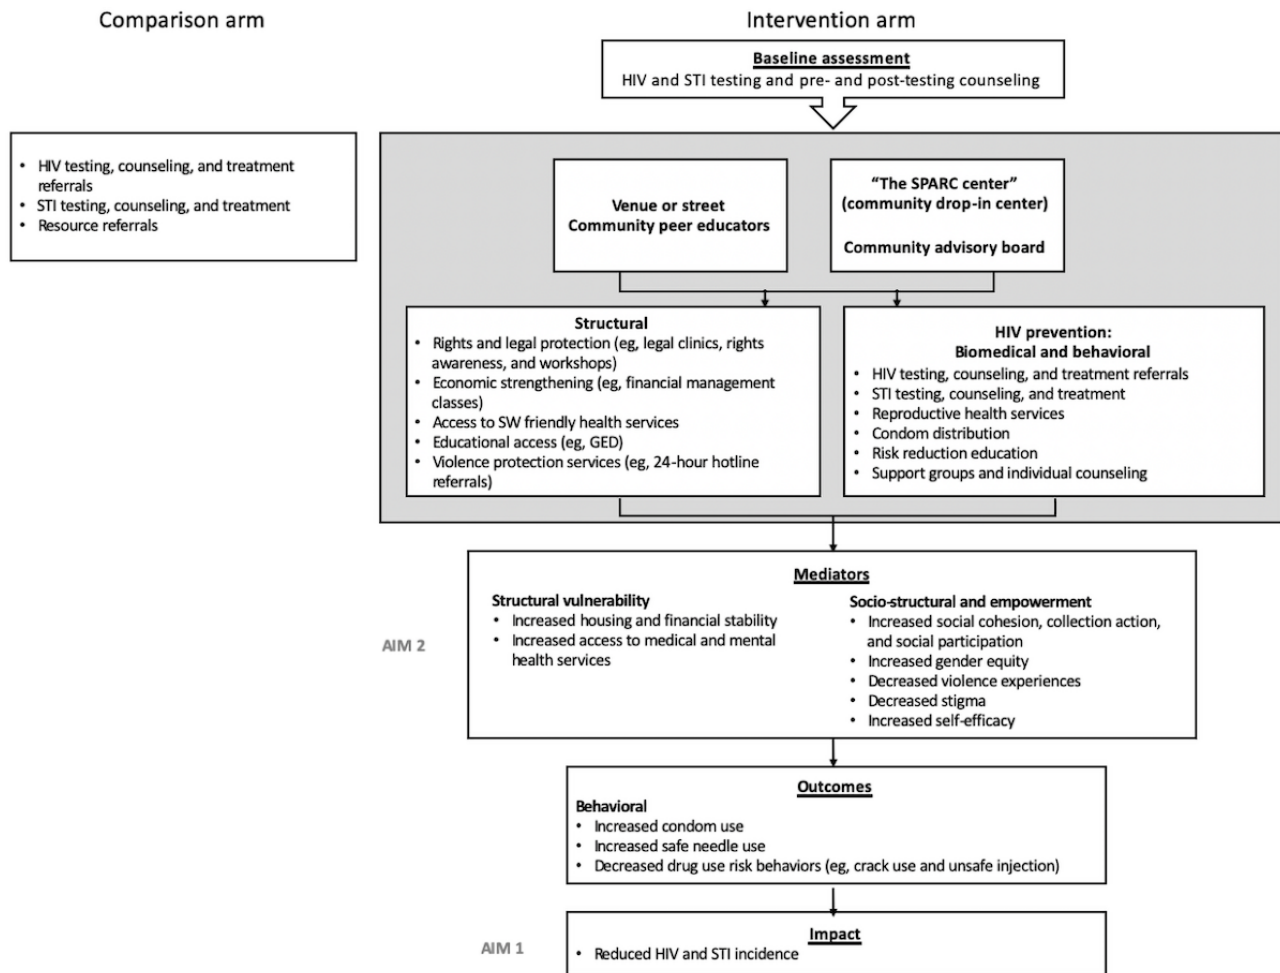 Comparison arm
Intervention arm
Baseline assessment
HIV and STI testing and pre- and post-testing counseling
• HIV testing, counseling, and treatment
referrals
• STI testing, counseling, and treatment
• Resource referrals
Venue or street
Community peer educators
“The SPARC center”
(community drop-in center)
Community advisory board
Structural
• Rights and legal protection (eg, legal clinics, rights
awareness, and workshops)
• Economic strengthening (eg, financial management
classes)
• Access to SW friendly health services
• Educational access (eg, GED)
• Violence protection services (eg, 24-hour hotline
referrals)
HIV prevention:
Biomedical and behavioral
• HIV testing, counseling, and treatment referrals
• STI testing, counseling, and treatment
• Reproductive health services
• Condom distribution
• Risk reduction education
• Support groups and individual counseling
AIM 2
Mediators
Structural vulnerability
• Increased housing and financial stability
• Increased access to medical and mental
health services
Socio-structural and empowerment
• Increased social cohesion, collection action,
and social participation
• Increased gender equity
• Decreased violence experiences
• Decreased stigma
• Increased self-efficacy
Outcomes
Behavioral
• Increased condom use
• Increased safe needle use
• Decreased drug use risk behaviors (eg, crack use and unsafe injection)
AIM 1
Impact
• Reduced HIV and STI incidence